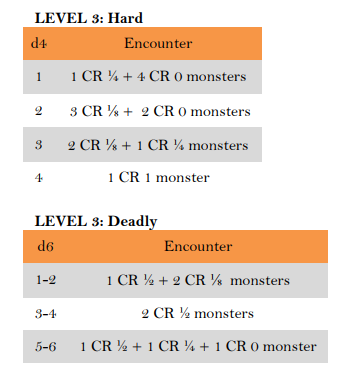 LEVEL 3: Hard
d4 Encounter
1 1 CR ¼ + 4 CR 0 monsters
2 3 CR ⅛ + 2 CR 0 monsters
3 2 CR ⅛ + 1 CR ¼ monsters
4 1 CR 1 monster
LEVEL 3: Deadly
d6 Encounter
1-2 1 CR ½ + 2 CR ⅛ monsters
3-4 2 CR ½ monsters
5-6 1 CR ½ + 1 CR ¼ + 1 CR 0 monster